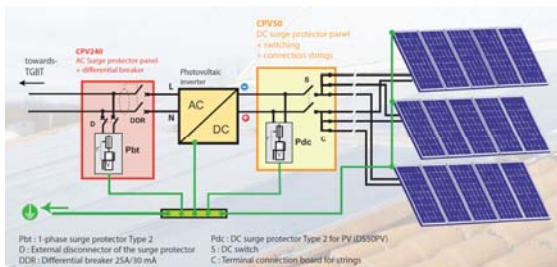 CPV240
AC Surge protector panel
+ differential breaker
CPV50
DC surge protector panel
+ switching
+ connection strings
towards-
TGBT
Photovoltaic
inverter
L
N
AC
DC
S
D
DDR
Pbt
Pdc
C
Pbt : 1-phase surge protector Type 2
D : External disconnector of the surge protector
DDR : Differential breaker 25A/30 mA
Pdc : DC surge protector Type 2 for PV (DS50PV)
S : DC switch
C : Terminal connection board for strings